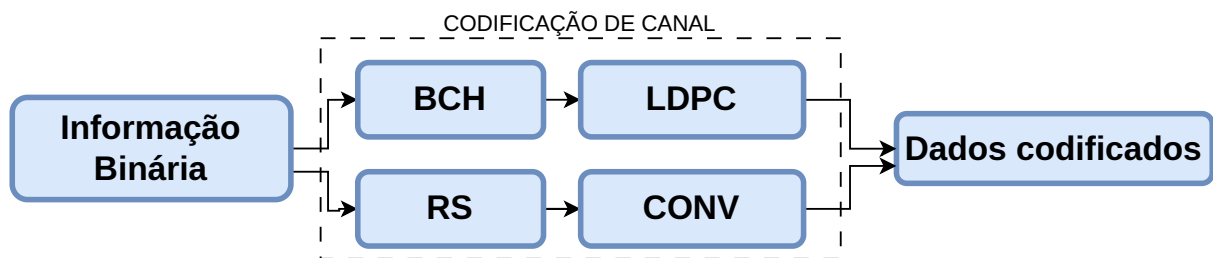 CODIFICAÇÃO DE CANAL
Informação
Binária
BCH
LDPC
RS
CONV
Dados codificados